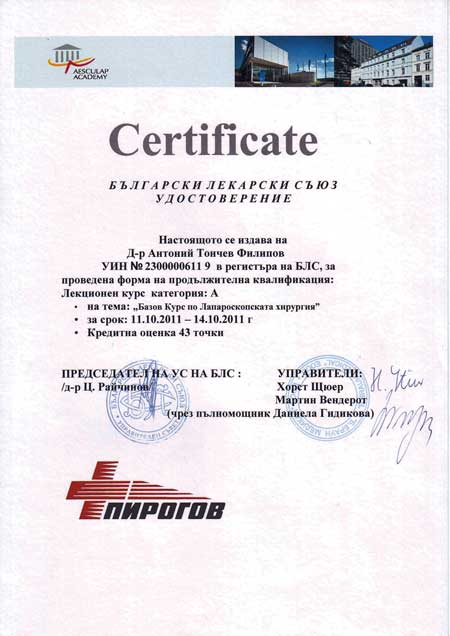 AESCULAP
ACADEMY
Certificate
БЪЛГАРСКИ ЛЕКАРСКИ СЪЮЗ
УДОСТОВЕРЕНИЕ
Настоящото се издава на
Д-р Антоний Тончев Филипов
УИН № 2300000611 9 в регистъра на БЛС, за
проведена форма на продължителна квалификация:
Лекционен курс категория: А
• на тема: „Базов Курс по Лапароскопската хирургия"
• за срок: 11.10.2011 – 14.10.2011 г
• Кредитна оценка 43 точки
ПРЕДСЕДАТЕЛ НА УС НА БЛС : УПРАВИТЕЛИ:
/д-р Ц. Райчинов Хорст Щюер
Мартин Вендерот
(чрез пълномощник Даниела Гидикова)
ПИРОГОВ